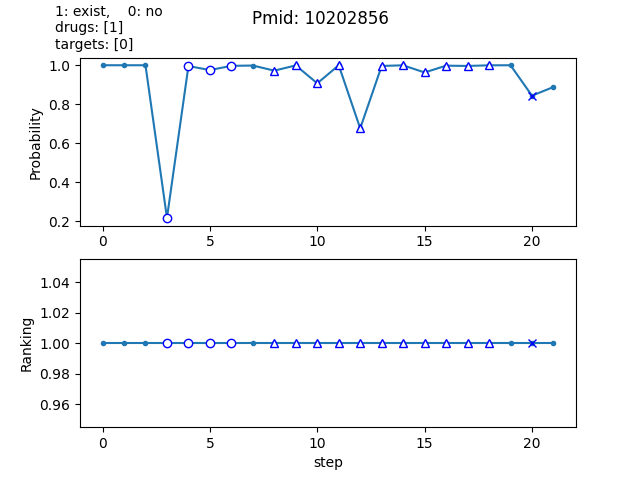 1: exist,    0: no
drugs: [1]
targets: [0]
Pmid: 10202856
Probability
1.0
0.8
0.6
0.4
0.2
0 5 10 15 20
Ranking
1.04
1.02
1.00
0.98
0.96
0 5 10 15 20
step